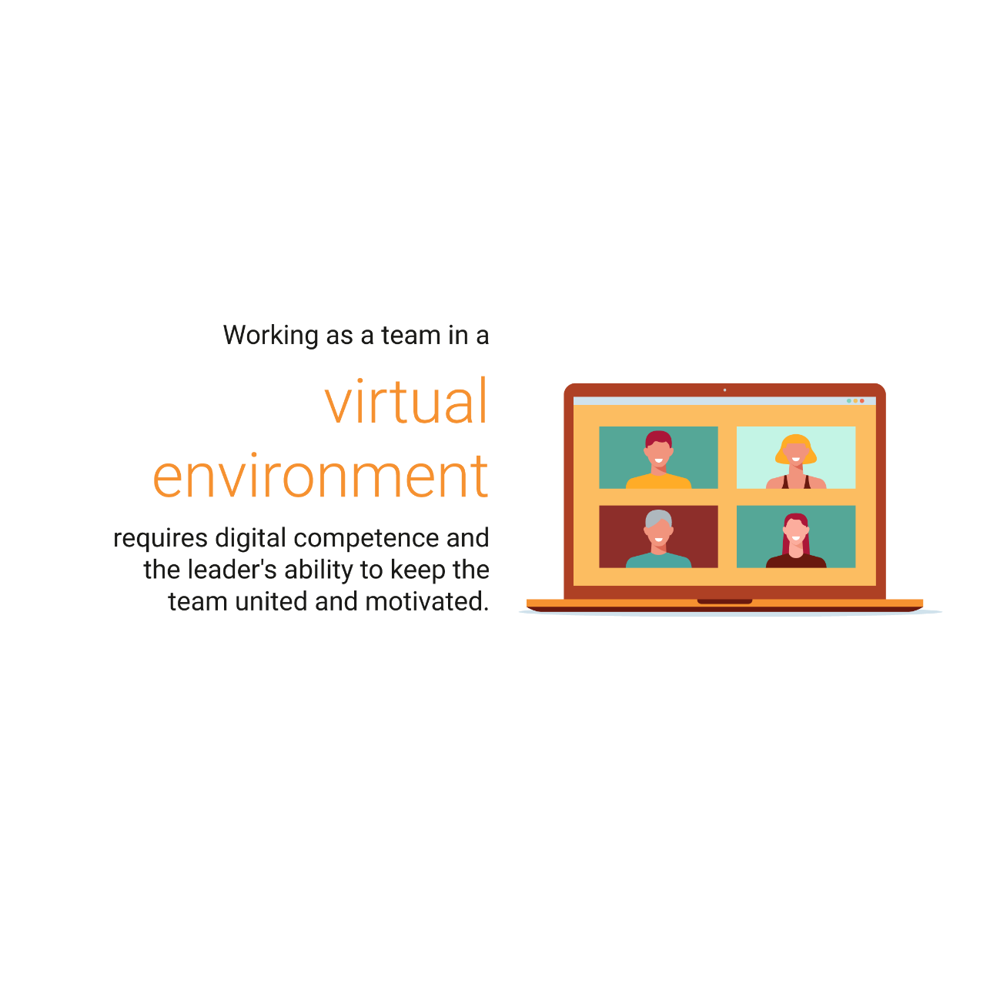 Working as a team in a
virtual
environment
requires digital competence and
the leader's ability to keep the
team united and motivated.